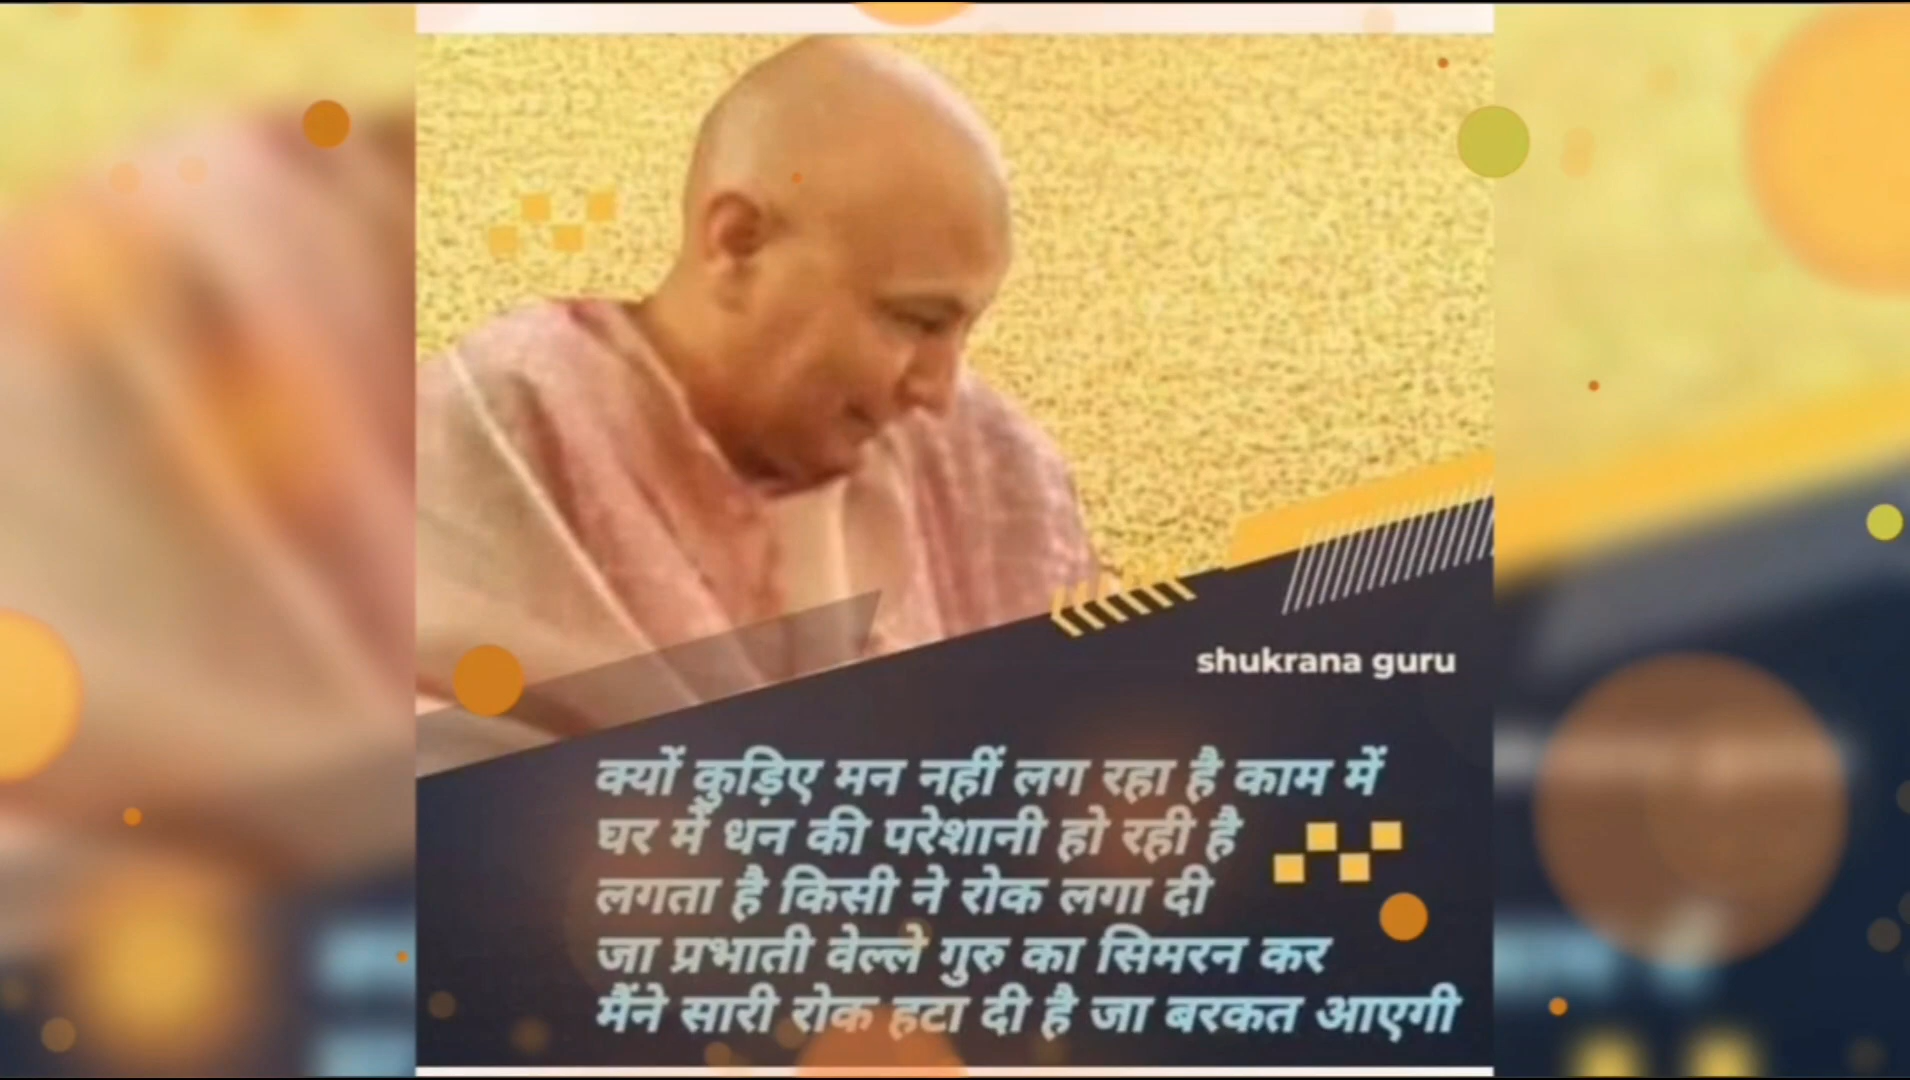 shukrana guru
क्यों कुड़िए मन नहीं लग रहा है काम में
घर में धन की परेशानी हो रही है
लगता है किसी ने रोक लगा दी
जा प्रभाती वेल्ले गुरु का सिमरन कर
मैंने सारी रोक हटा दी है जा बरकत आएगी